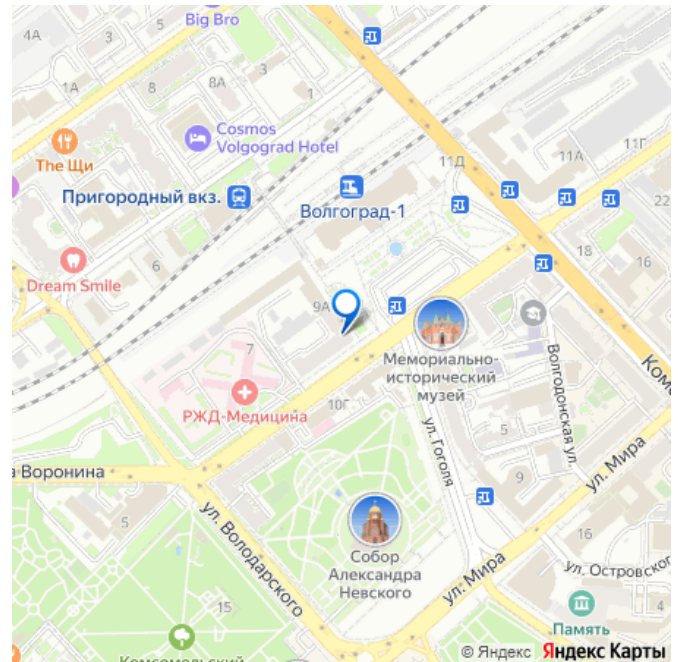 Big Bro
4А
3
1А
8
8А
3
1
Cosmos
Volgograd Hotel
The Щи
11Д
11А
11Г
Пригородный вкз.
Волгоград-1
22
18
16
6
Dream Smile
9А
Мемориально-
исторический
музей
Волгодонская ул.
Ком
7
РЖД-Медицина
10Г
ул. Гоголя
5
9
ул. Мира
а Воронина
5
ул. Володарского
16
Собор
Александра
Невского
ул. Мира
ул. Островского
15
Память
Комсомольский
© Яндекс Яндекс Карты